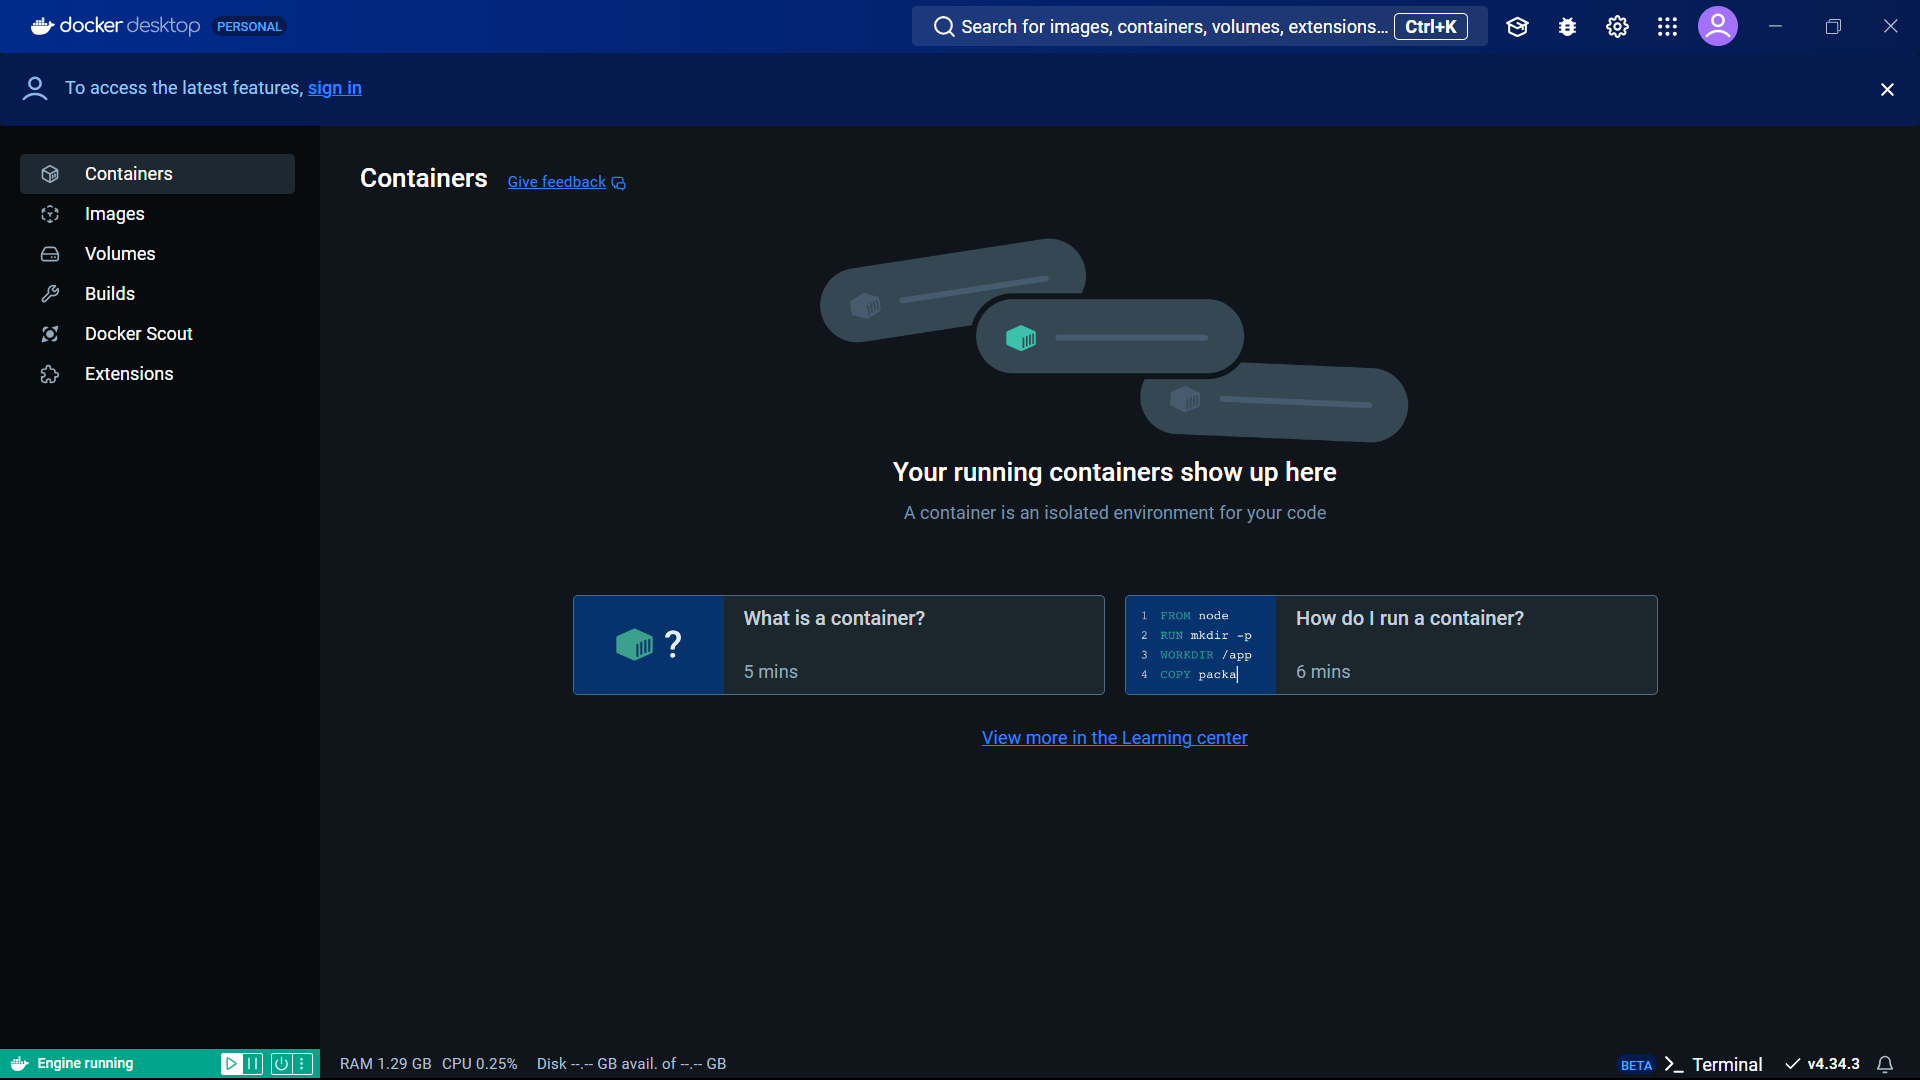 docker desktop PERSONAL
Search for images, containers, volumes, extensions... Ctrl+K
To access the latest features, sign in
Containers
Images
Volumes
Builds
Docker Scout
Extensions
Containers Give feedback
Your running containers show up here
A container is an isolated environment for your code
?
What is a container?
5 mins
1 FROM node
2 RUN mkdir -p
3 WORKDIR /app
4 COPY packa
How do I run a container?
6 mins
View more in the Learning center
Engine running
RAM 1.29 GB CPU 0.25% Disk --.-- GB avail. of --.-- GB
BETA >_ Terminal v4.34.3